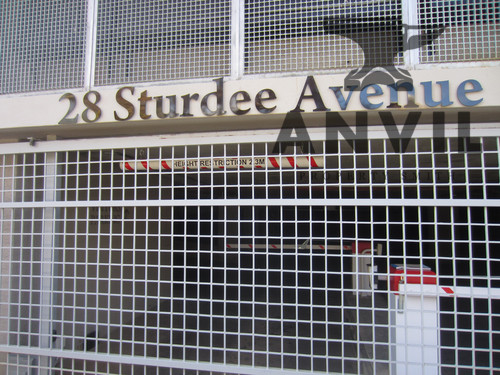 28 Sturdee Avenue
ANVIL
HEIGHT RESTRICTION 2.3M